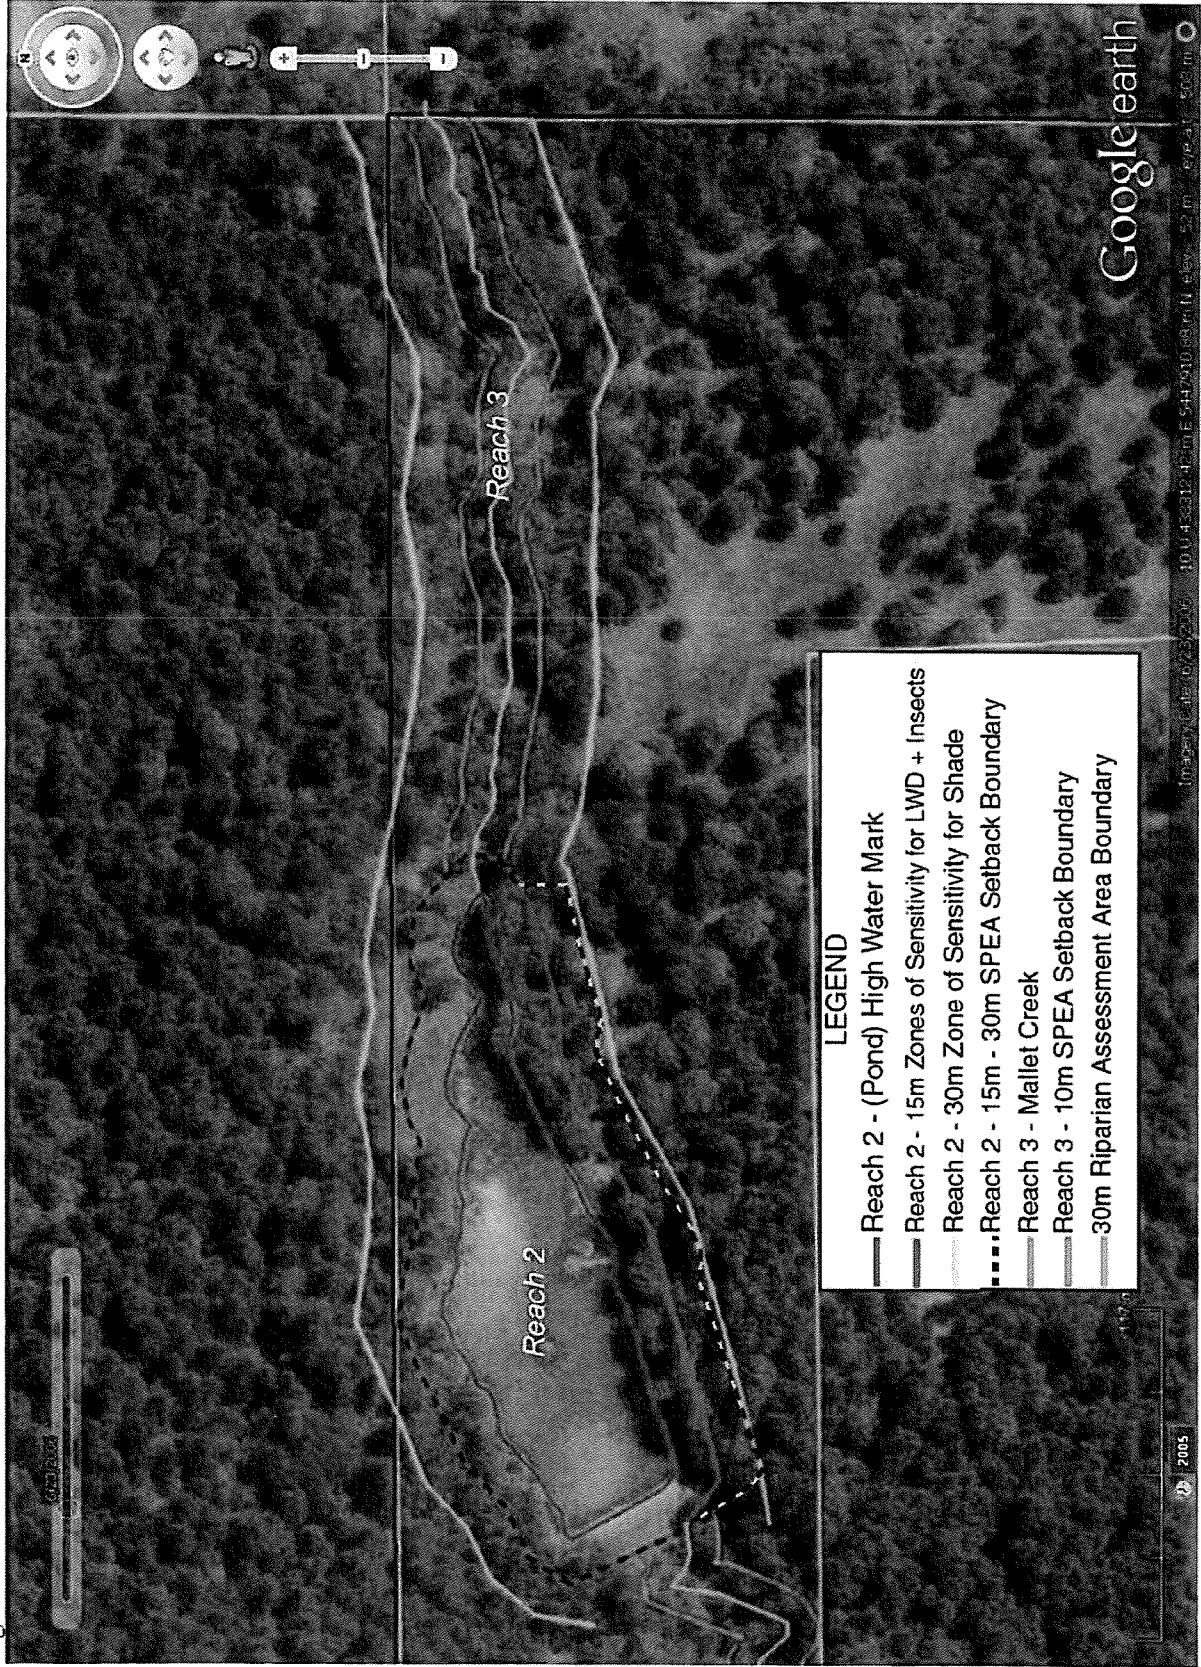 N
Reach 3
Reach 2
LEGEND
Reach 2 - (Pond) High Water Mark
Reach 2 - 15m Zones of Sensitivity for LWD + Insects
Reach 2 - 30m Zone of Sensitivity for Shade
Reach 2 - 15m - 30m SPEA Setback Boundary
Reach 3 - Mallet Creek
Reach 3 - 10m SPEA Setback Boundary
30m Riparian Assessment Area Boundary
Google earth
2005